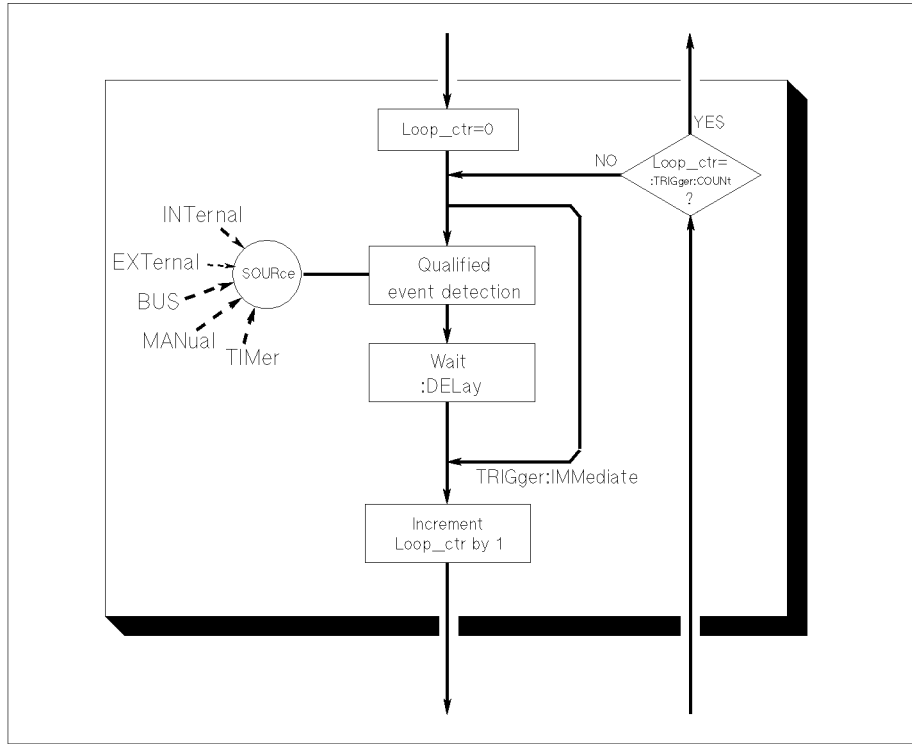 Loop_ctr=0
YES
NO
Loop_ctr=
:TRIGger:COUNt
?
INTernal
EXTernal
BUS
MANual
TIMer
SOURce
Qualified
event detection
Wait
:DELay
TRIGger:IMMediate
Increment
Loop_ctr by 1